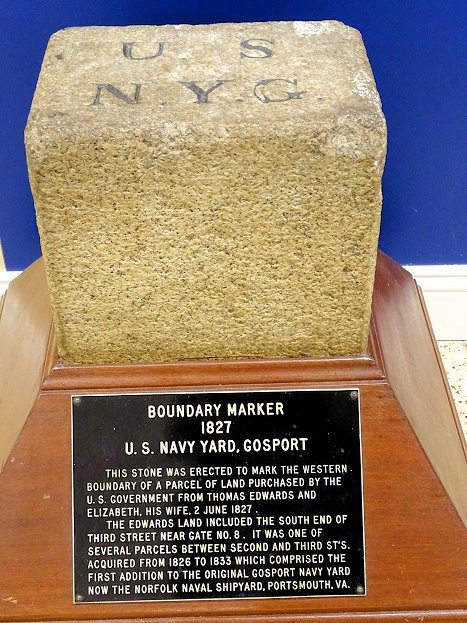 U S
N.Y.G.
BOUNDARY MARKER
1827
U. S. NAVY YARD, GOSPORT
THIS STONE WAS ERECTED TO MARK THE WESTERN
BOUNDARY OF A PARCEL OF LAND PURCHASED BY THE
U. S. GOVERNMENT FROM THOMAS EDWARDS AND
ELIZABETH, HIS WIFE, 2 JUNE 1827.
THE EDWARDS LAND INCLUDED THE SOUTH END OF
THIRD STREET NEAR GATE NO. 8. IT WAS ONE OF
SEVERAL PARCELS BETWEEN SECOND AND THIRD ST'S.
ACQUIRED FROM 1826 TO 1833 WHICH COMPRISED THE
FIRST ADDITION TO THE ORIGINAL GOSPORT NAVY YARD
NOW THE NORFOLK NAVAL SHIPYARD, PORTSMOUTH, VA.